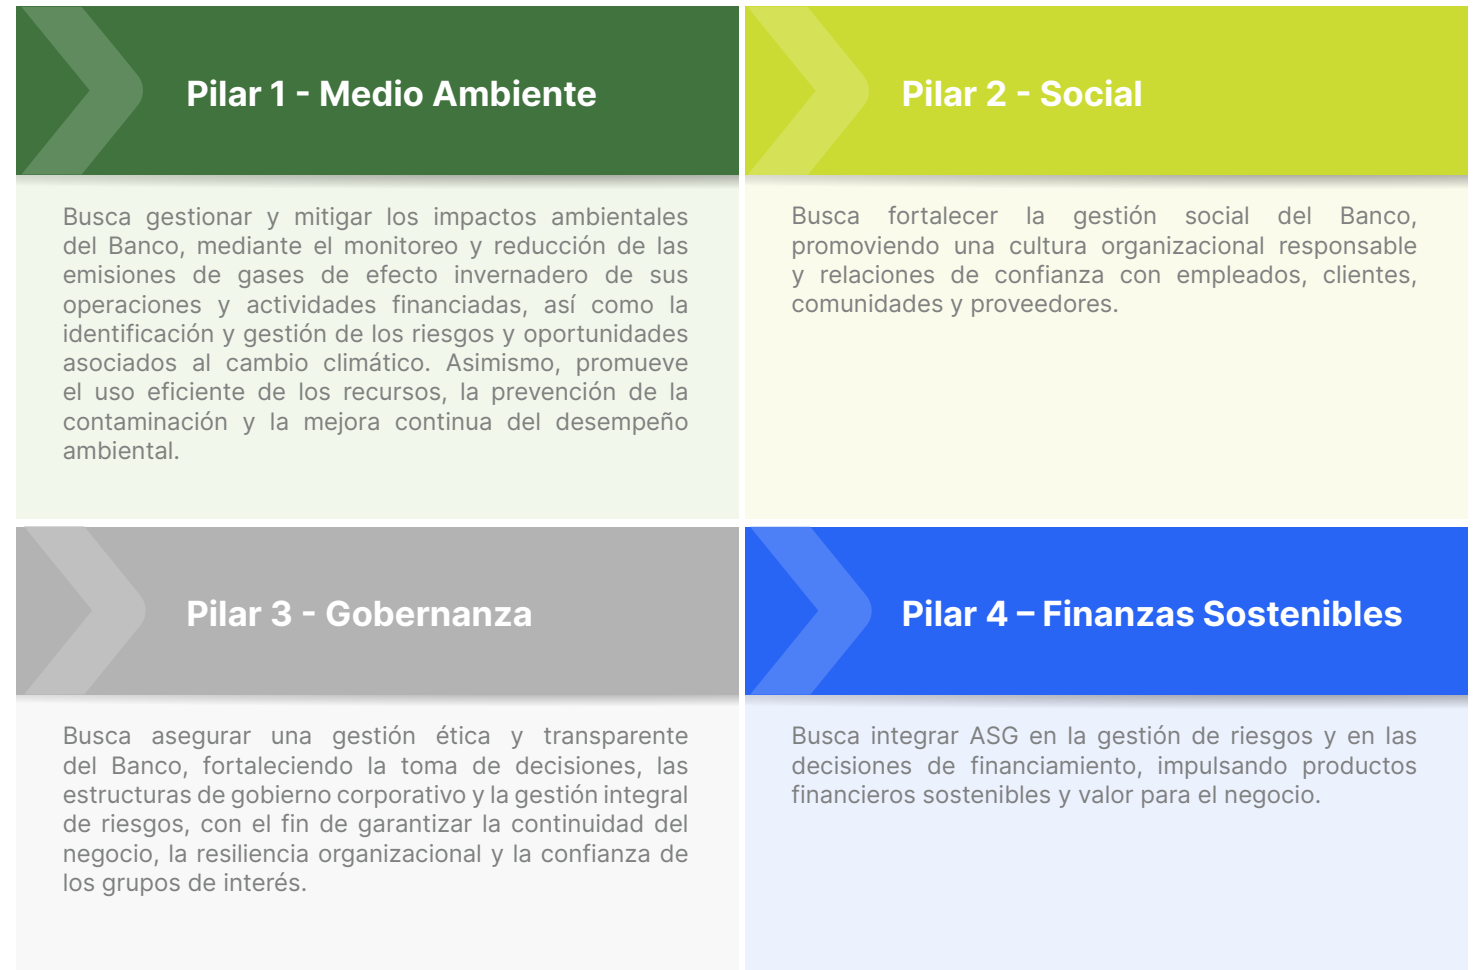 Pilar 1 - Medio Ambiente
Busca gestionar y mitigar los impactos ambientales
del Banco, mediante el monitoreo y reducción de las
emisiones de gases de efecto invernadero de sus
operaciones y actividades financiadas, así como la
identificación y gestión de los riesgos y oportunidades
asociados al cambio climático. Asimismo, promueve
el uso eficiente de los recursos, la prevención de la
contaminación y la mejora continua del desempeño
ambiental.
Pilar 2 - Social
Busca fortalecer la gestión social del Banco,
promoviendo una cultura organizacional responsable
y relaciones de confianza con empleados, clientes,
comunidades y proveedores.
Pilar 3 - Gobernanza
Busca asegurar una gestión ética y transparente
del Banco, fortaleciendo la toma de decisiones, las
estructuras de gobierno corporativo y la gestión integral
de riesgos, con el fin de garantizar la continuidad del
negocio, la resiliencia organizacional y la confianza de
los grupos de interés.
Pilar 4 – Finanzas Sostenibles
Busca integrar ASG en la gestión de riesgos y en las
decisiones de financiamiento, impulsando productos
financieros sostenibles y valor para el negocio.